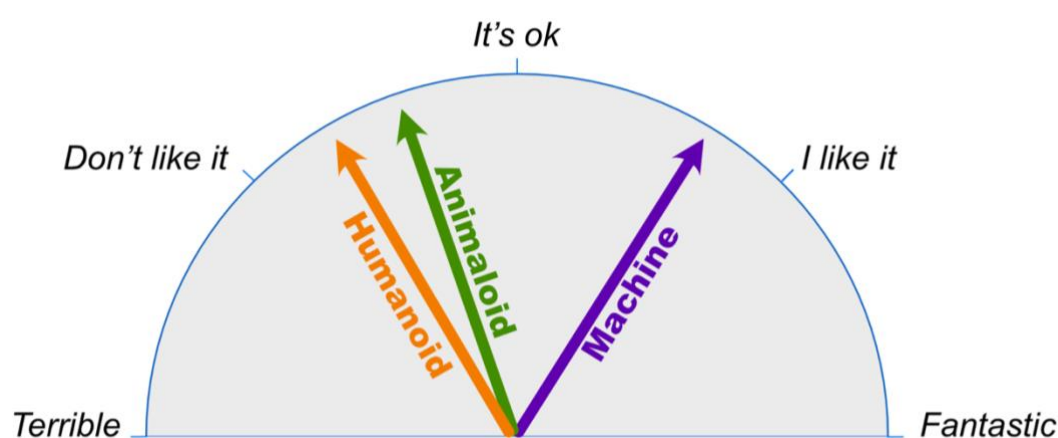 It's ok
Don't like it
I like it
Animaloid
Humanoid
Machine
Terrible
Fantastic